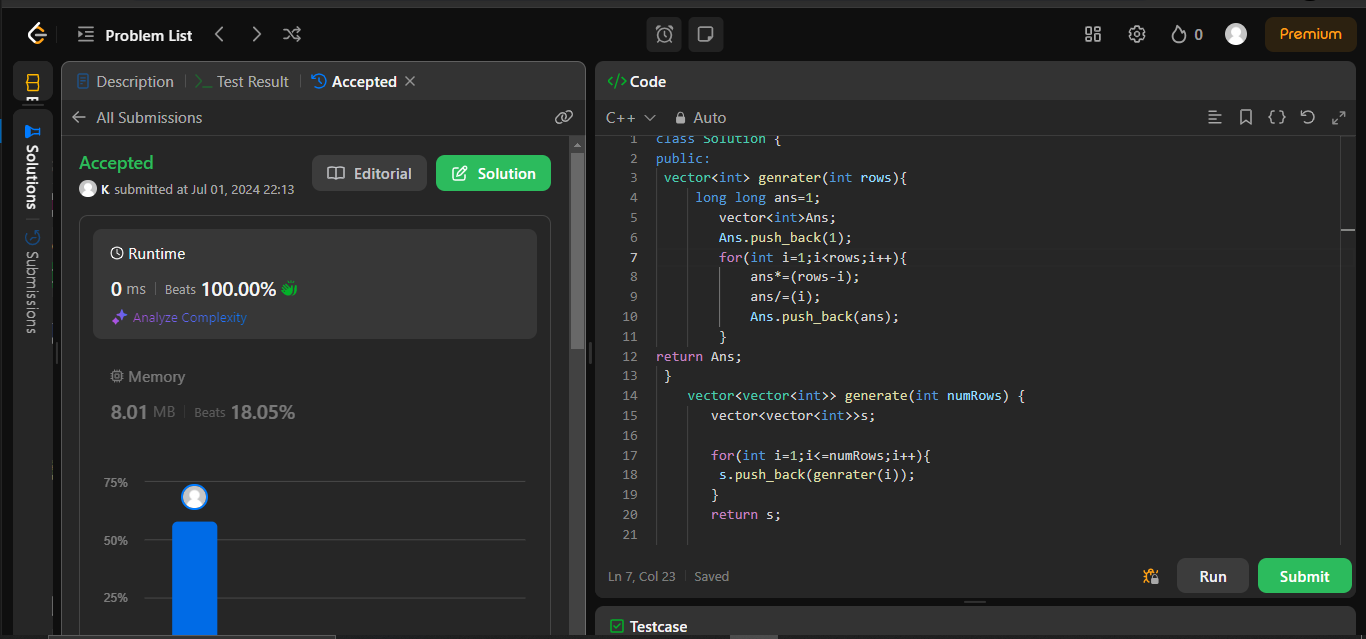 Problem List
0
Premium
Description
Test Result
Accepted
Solutions
Submissions
All Submissions
Accepted
K submitted at Jul 01, 2024 22:13
Editorial
Solution
Runtime
0 ms
Beats 100.00%
Analyze Complexity
Memory
8.01 MB
Beats 18.05%
75%
50%
25%
</> Code
C++
Auto
1 class Solution {
2 public:
3 vector<int> genrater(int rows){
4 long long ans=1;
5 vector<int>Ans;
6 Ans.push_back(1);
7 for(int i=1;i<rows;i++){
8 ans*=(rows-i);
9 ans/=(i);
10 Ans.push_back(ans);
11 }
12 return Ans;
13 }
14 vector<vector<int>> generate(int numRows) {
15 vector<vector<int>>s;
16
17 for(int i=1;i<=numRows;i++){
18 s.push_back(genrater(i));
19 }
20 return s;
21
Ln 7, Col 23
Saved
Run
Submit
Testcase